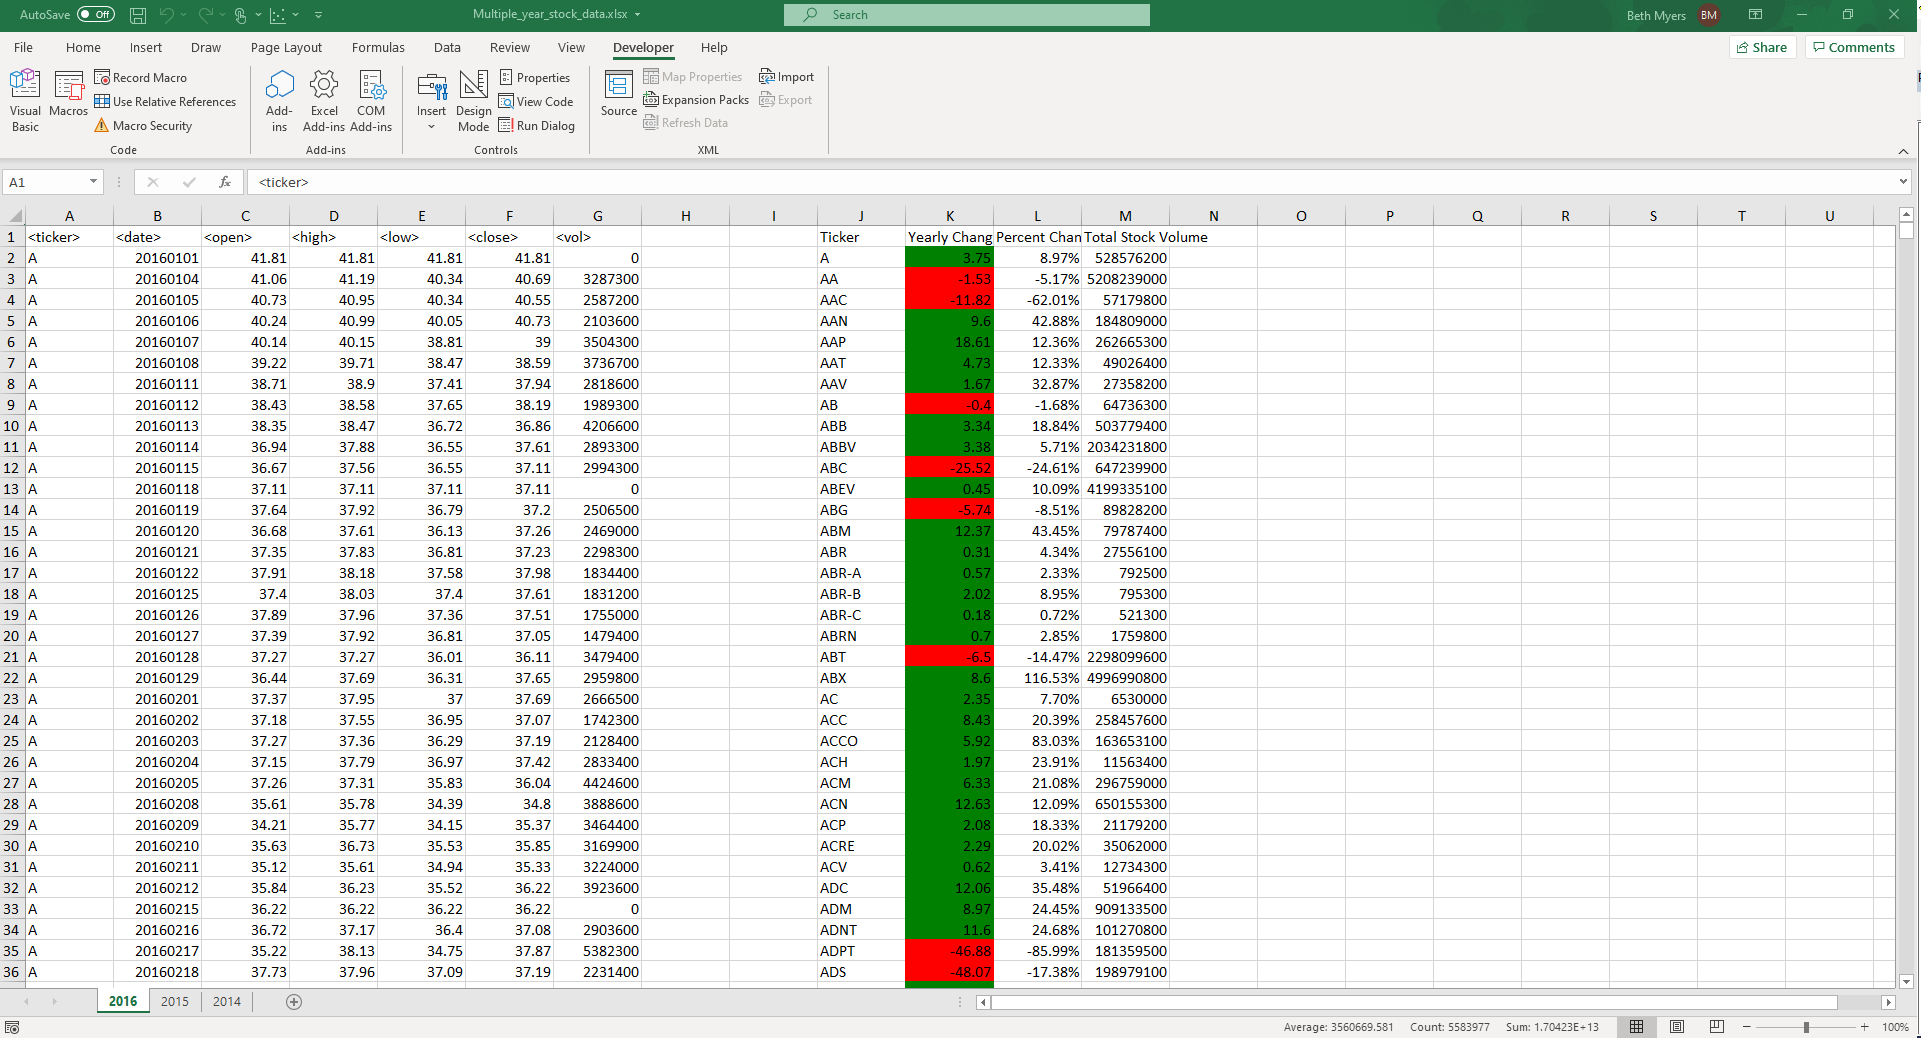 AutoSave Off Multiple_year_stock_data.xlsx Search Beth Myers BM
File Home Insert Draw Page Layout Formulas Data Review View Developer Help Share Comments
Visual Basic Macros Record Macro Use Relative References Macro Security
Add-ins Excel Add-ins COM Add-ins
Insert Design Mode Properties View Code Run Dialog
Source Map Properties Expansion Packs Refresh Data Import Export
Code Add-ins Controls XML
A1 fx <ticker>
A B C D E F G H I J K L M N O P Q R S T U
1 <ticker> <date> <open> <high> <low> <close> <vol> Ticker Yearly Chang Percent Chan Total Stock Volume
2 A 20160101 41.81 41.81 41.81 41.81 0 A 3.75 8.97% 528576200
3 A 20160104 41.06 41.19 40.34 40.69 3287300 AA -1.53 -5.17% 5208239000
4 A 20160105 40.73 40.95 40.34 40.55 2587200 AAC -11.82 -62.01% 57179800
5 A 20160106 40.24 40.99 40.05 40.73 2103600 AAN 9.6 42.88% 184809000
6 A 20160107 40.14 40.15 38.81 39 3504300 AAP 18.61 12.36% 262665300
7 A 20160108 39.22 39.71 38.47 38.59 3736700 AAT 4.73 12.33% 49026400
8 A 20160111 38.71 38.9 37.41 37.94 2818600 AAV 1.67 32.87% 27358200
9 A 20160112 38.43 38.58 37.65 38.19 1989300 AB -0.4 -1.68% 64736300
10 A 20160113 38.35 38.47 36.72 36.86 4206600 ABB 3.34 18.84% 503779400
11 A 20160114 36.94 37.88 36.55 37.61 2893300 ABBV 3.38 5.71% 2034231800
12 A 20160115 36.67 37.56 36.55 37.11 2994300 ABC -25.52 -24.61% 647239900
13 A 20160118 37.11 37.11 37.11 37.11 0 ABEV 0.45 10.09% 4199335100
14 A 20160119 37.64 37.92 36.79 37.2 2506500 ABG -5.74 -8.51% 89828200
15 A 20160120 36.68 37.61 36.13 37.26 2469000 ABM 12.37 43.45% 79787400
16 A 20160121 37.35 37.83 36.81 37.23 2298300 ABR 0.31 4.34% 27556100
17 A 20160122 37.91 38.18 37.58 37.98 1834400 ABR-A 0.57 2.33% 792500
18 A 20160125 37.4 38.03 37.4 37.61 1831200 ABR-B 2.02 8.95% 795300
19 A 20160126 37.89 37.96 37.36 37.51 1755000 ABR-C 0.18 0.72% 521300
20 A 20160127 37.39 37.92 36.81 37.05 1479400 ABRN 0.7 2.85% 1759800
21 A 20160128 37.27 37.27 36.01 36.11 3479400 ABT -6.5 -14.47% 2298099600
22 A 20160129 36.44 37.69 36.31 37.65 2959800 ABX 8.6 116.53% 4996990800
23 A 20160201 37.37 37.95 37 37.69 2666500 AC 2.35 7.70% 6530000
24 A 20160202 37.18 37.55 36.95 37.07 1742300 ACC 8.43 20.39% 258457600
25 A 20160203 37.27 37.36 36.29 37.19 2128400 ACCO 5.92 83.03% 163653100
26 A 20160204 37.15 37.79 36.97 37.42 2833400 ACH 1.97 23.91% 11563400
27 A 20160205 37.26 37.31 35.83 36.04 4424600 ACM 6.33 21.08% 296759000
28 A 20160208 35.61 35.78 34.39 34.8 3888600 ACN 12.63 12.09% 650155300
29 A 20160209 34.21 35.77 34.15 35.37 3464400 ACP 2.08 18.33% 21179200
30 A 20160210 35.63 36.73 35.53 35.85 3169900 ACRE 2.29 20.02% 35062000
31 A 20160211 35.12 35.61 34.94 35.33 3224000 ACV 0.62 3.41% 12734300
32 A 20160212 35.84 36.23 35.52 36.22 3923600 ADC 12.06 35.48% 51966400
33 A 20160215 36.22 36.22 36.22 36.22 0 ADM 8.97 24.45% 909133500
34 A 20160216 36.72 37.17 36.4 37.08 2903600 ADNT 11.6 24.68% 101270800
35 A 20160217 35.22 38.13 34.75 37.87 5382300 ADPT -46.88 -85.99% 181359500
36 A 20160218 37.73 37.96 37.09 37.19 2231400 ADS -48.07 -17.38% 198979100
2016 2015 2014
Average: 3560669.581 Count: 5583977 Sum: 1.70423E+13 100%